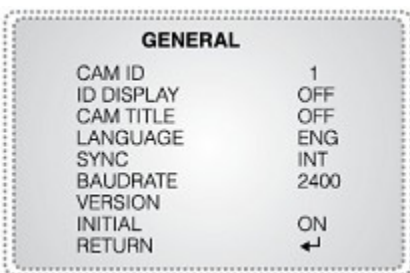 GENERAL
CAM ID 1
ID DISPLAY OFF
CAM TITLE OFF
LANGUAGE ENG
SYNC INT
BAUDRATE 2400
VERSION
INITIAL ON
RETURN ↵